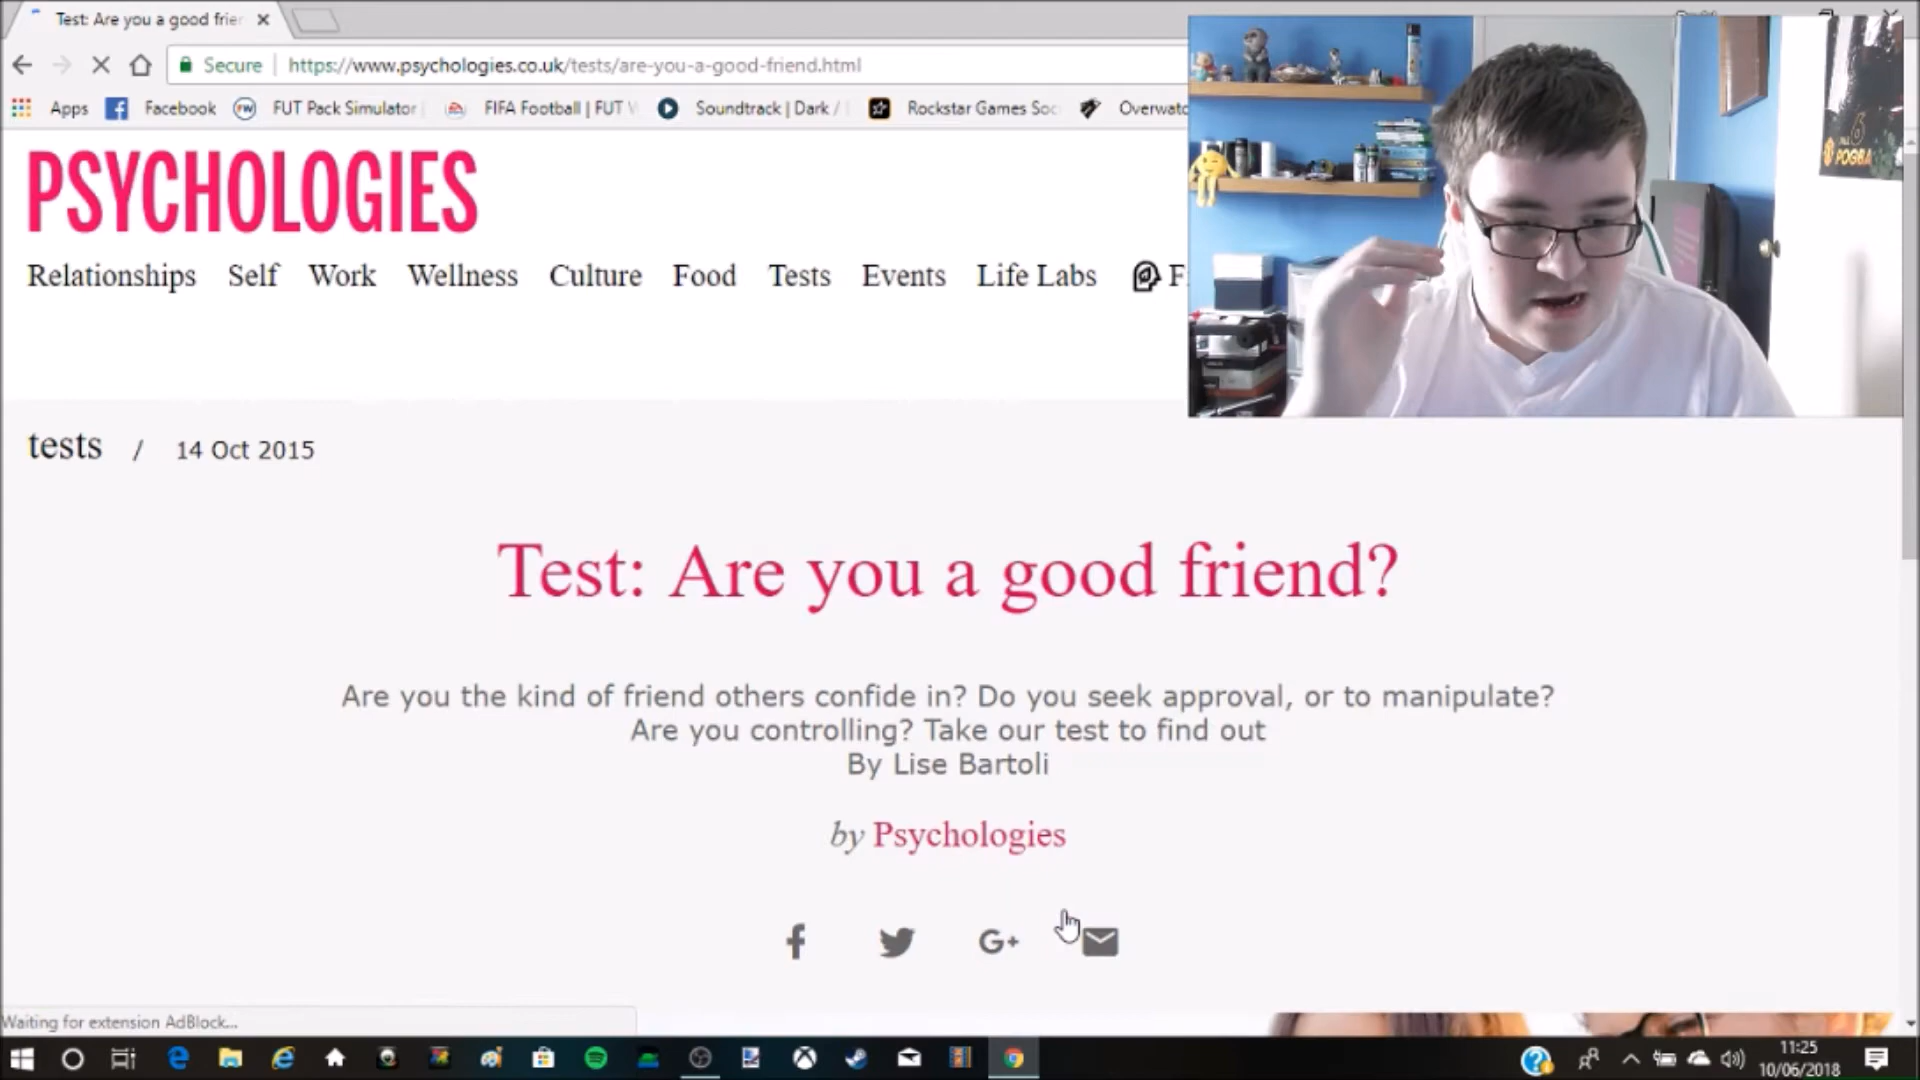 Test: Are you a good frier
Secure
https://www.psychologies.co.uk/tests/are-you-a-good-friend.html
Apps
Facebook
FUT Pack Simulator
FIFA Football | FUT
Soundtrack | Dark /
Rockstar Games Soc
Overwatc
PSYCHOLOGIES
Relationships Self Work Wellness Culture Food Tests Events Life Labs F
6
POGBA
tests / 14 Oct 2015
Test: Are you a good friend?
Are you the kind of friend others confide in? Do you seek approval, or to manipulate?
Are you controlling? Take our test to find out
By Lise Bartoli
by Psychologies
G+
Waiting for extension AdBlock...
11:25
10/06/2018